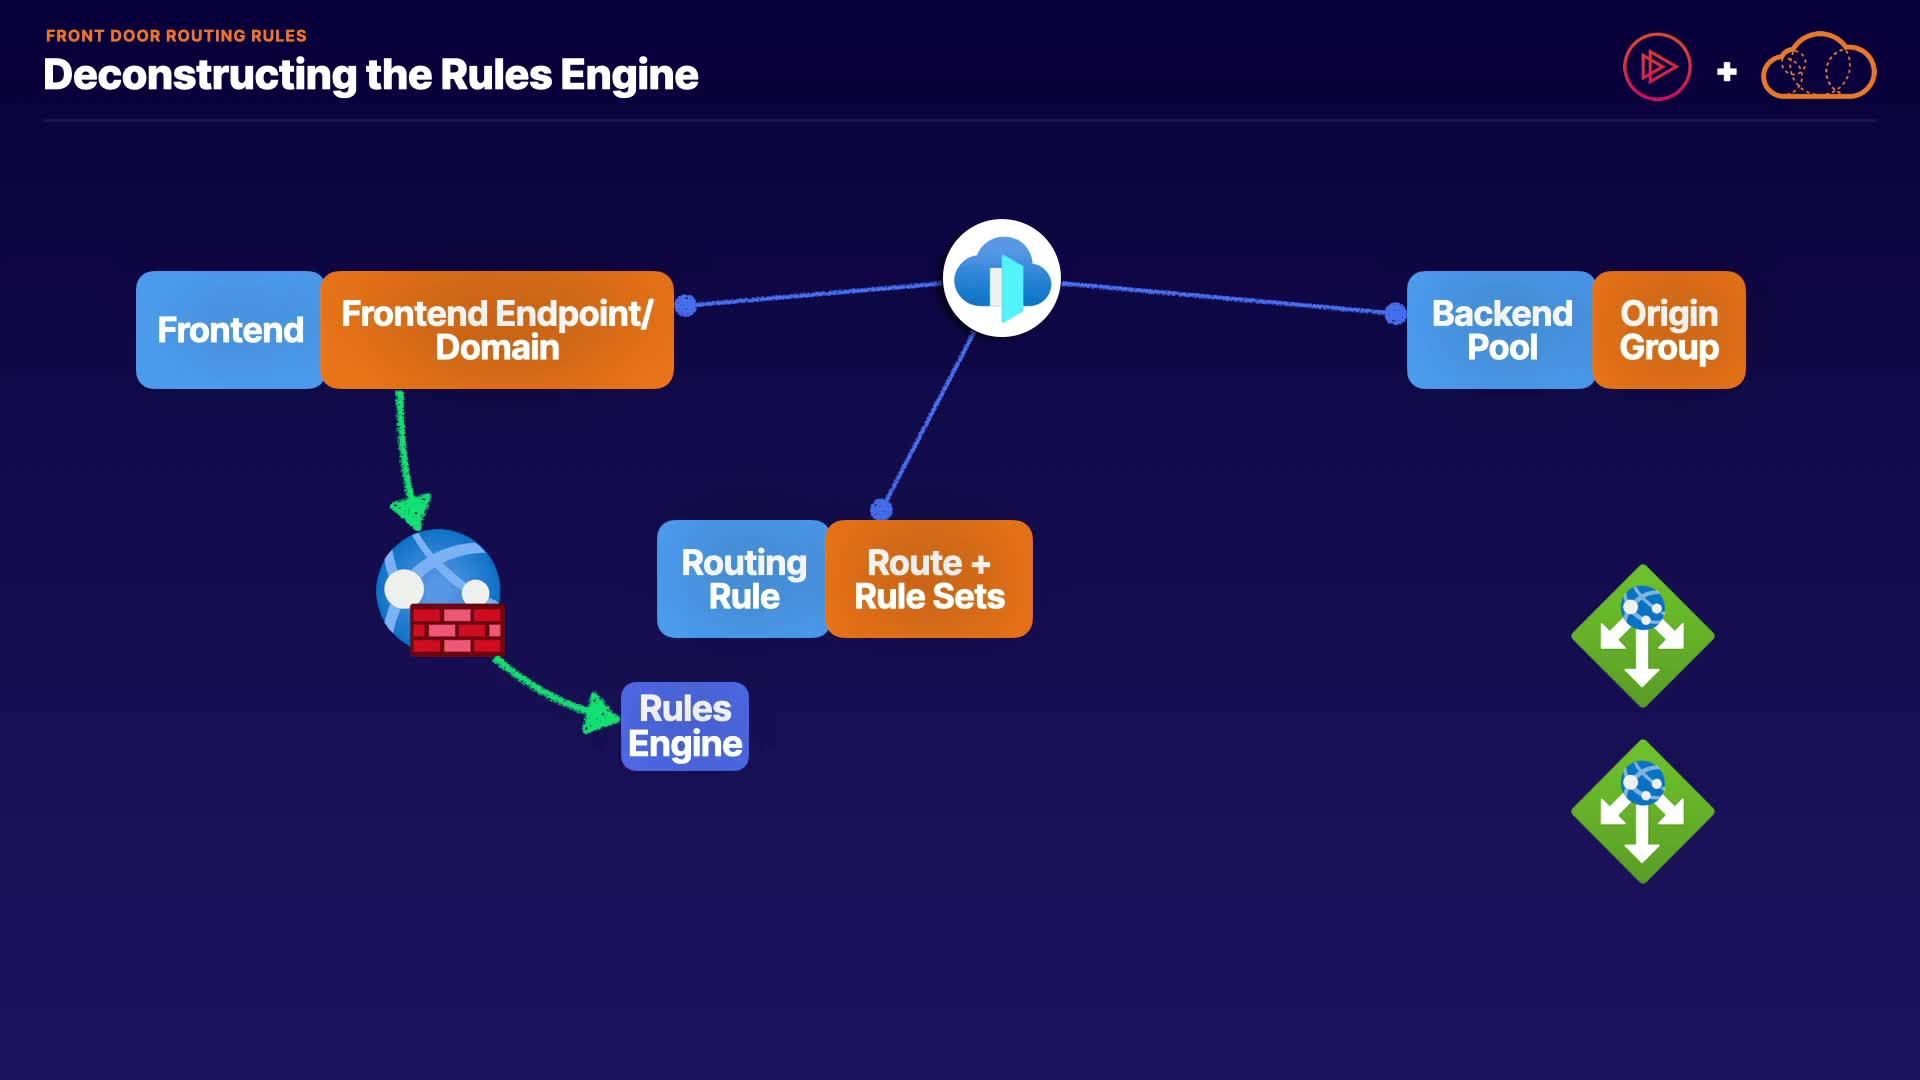 FRONT DOOR ROUTING RULES
Deconstructing the Rules Engine
+
Frontend
Frontend Endpoint/
Domain
Backend
Pool
Origin
Group
Routing
Rule
Route +
Rule Sets
Rules
Engine